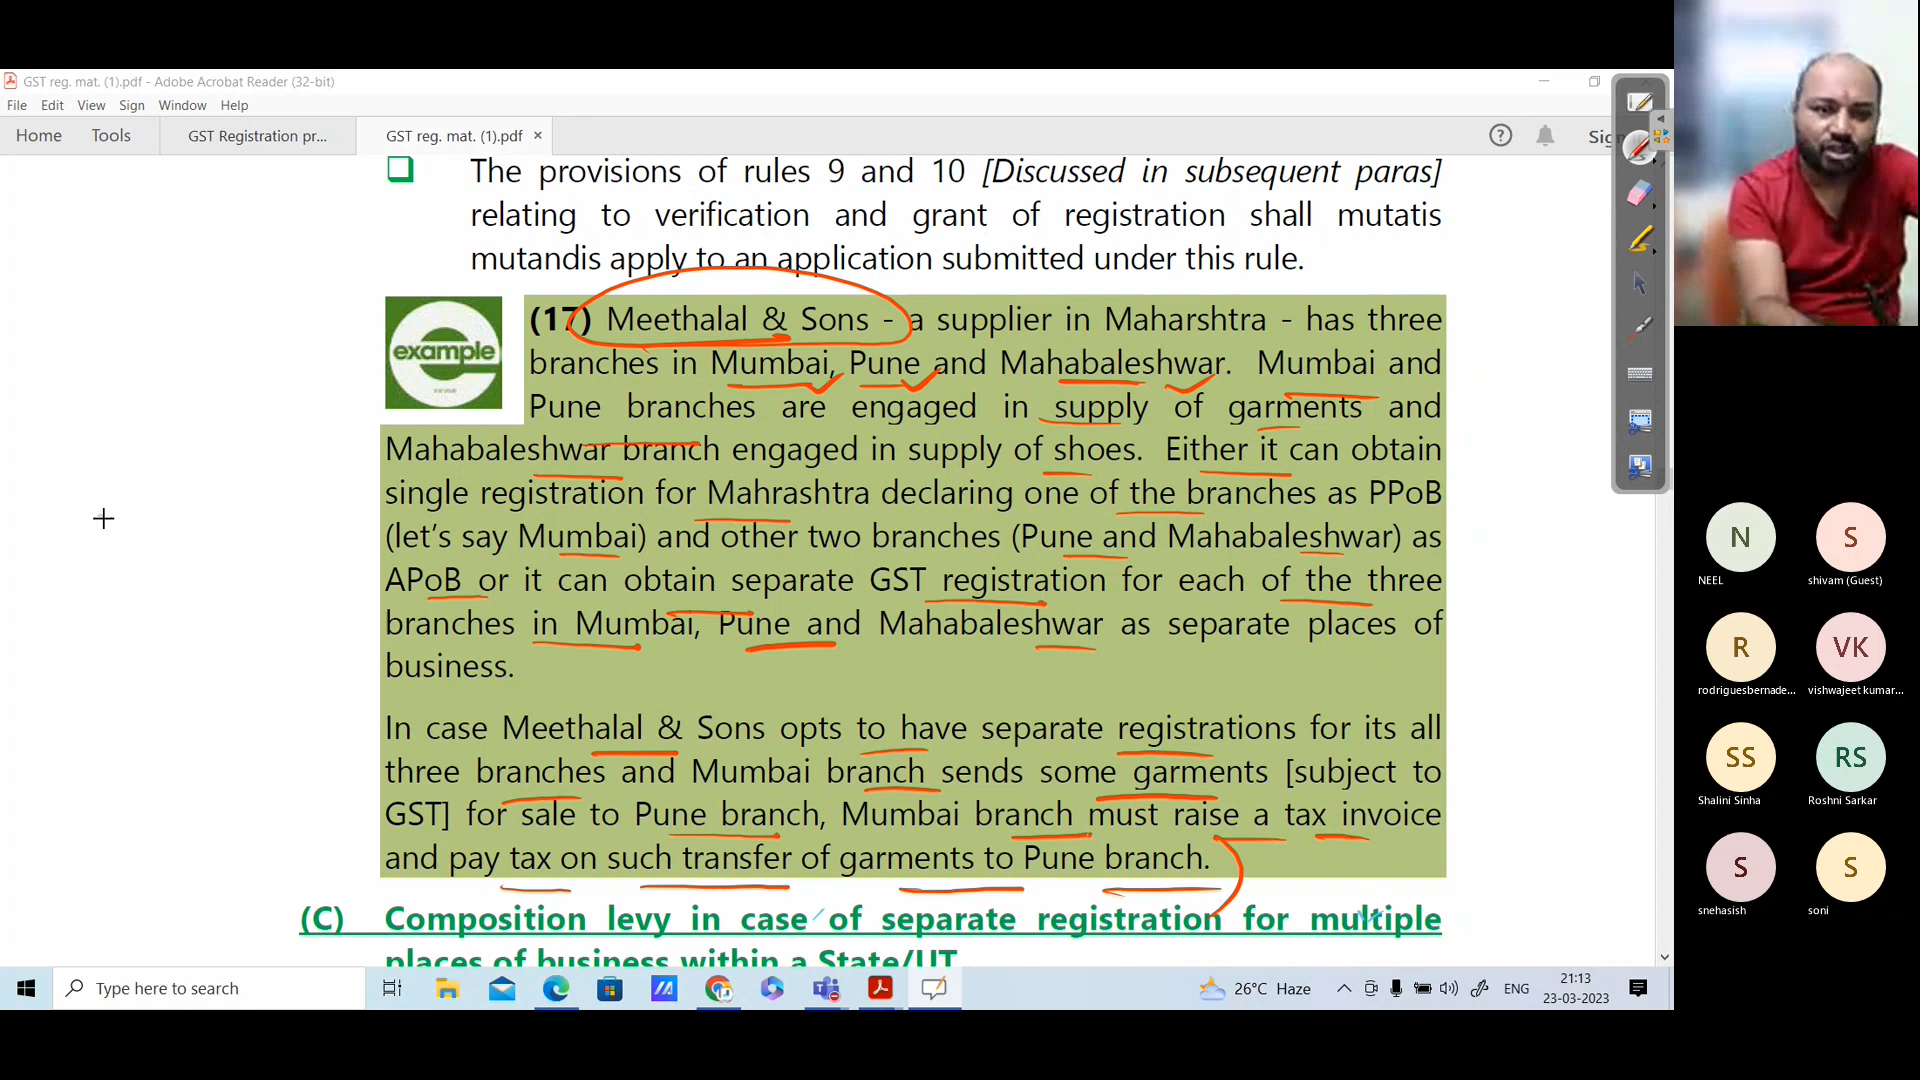 GST reg. mat. (1).pdf - Adobe Acrobat Reader (32-bit)
File Edit View Sign Window Help
Home Tools GST Registration pr... GST reg. mat. (1).pdf × ? Sig
The provisions of rules 9 and 10 [Discussed in subsequent paras]
relating to verification and grant of registration shall mutatis
mutandis apply to an application submitted under this rule.
example
(17) Meethalal & Sons - a supplier in Maharshtra - has three
branches in Mumbai, Pune and Mahabaleshwar. Mumbai and
Pune branches are engaged in supply of garments and
Mahabaleshwar branch engaged in supply of shoes. Either it can obtain
single registration for Mahrashtra declaring one of the branches as PPoB
(let’s say Mumbai) and other two branches (Pune and Mahabaleshwar) as
APoB or it can obtain separate GST registration for each of the three
branches in Mumbai, Pune and Mahabaleshwar as separate places of
business.
In case Meethalal & Sons opts to have separate registrations for its all
three branches and Mumbai branch sends some garments [subject to
GST] for sale to Pune branch, Mumbai branch must raise a tax invoice
and pay tax on such transfer of garments to Pune branch.
(C) Composition levy in case of separate registration for multiple
places of business within a State/UT
Type here to search
26°C Haze
ENG
21:13
23-03-2023
N S
NEEL shivam (Guest)
R VK
rodriguesbernade... vishwajeet kumar...
SS RS
Shalini Sinha Roshni Sarkar
S S
snehasish soni